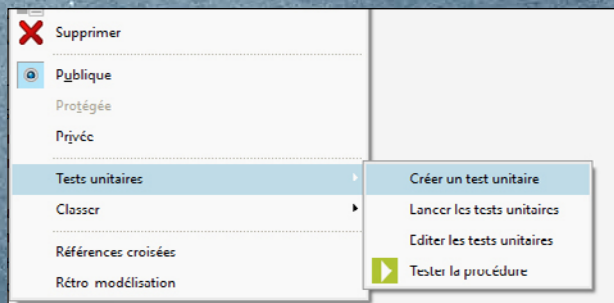 Supprimer
Publique
Protégée
Privée
Tests unitaires
Classer
Références croisées
Rétro modélisation
Créer un test unitaire
Lancer les tests unitaires
Editer les tests unitaires
Tester la procédure